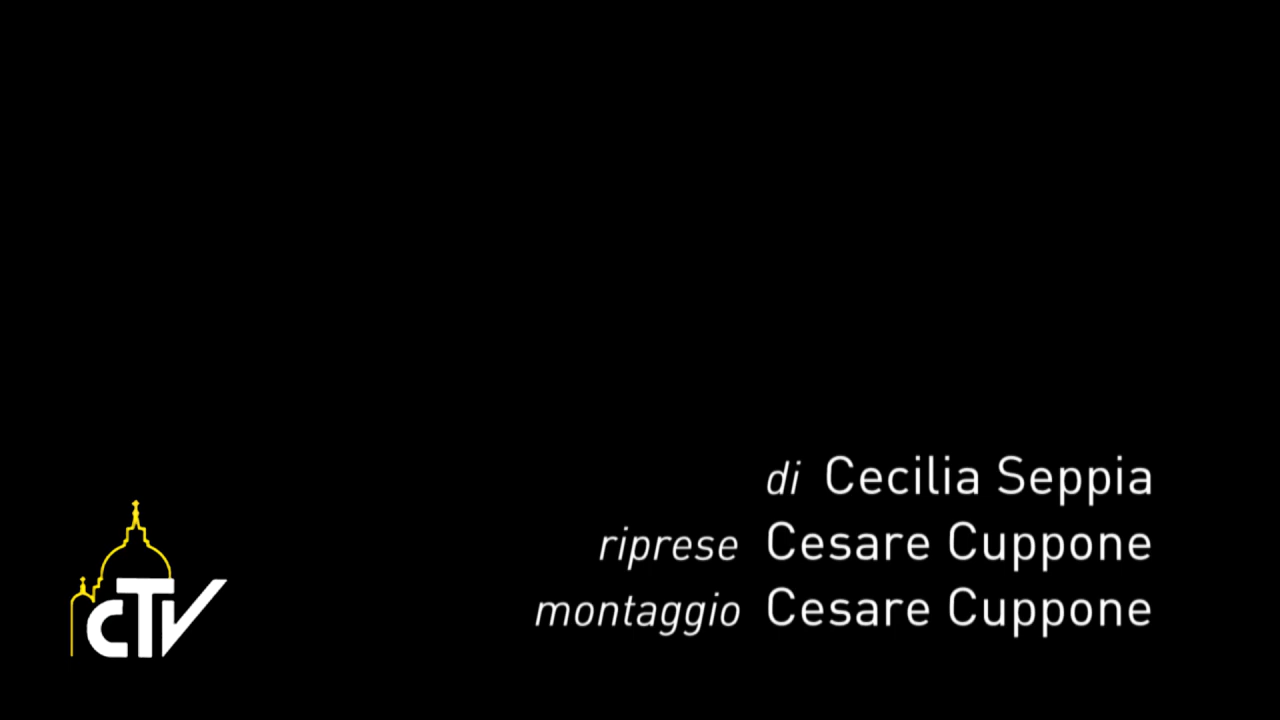 di Cecilia Seppia
riprese Cesare Cuppone
montaggio Cesare Cuppone
CTV